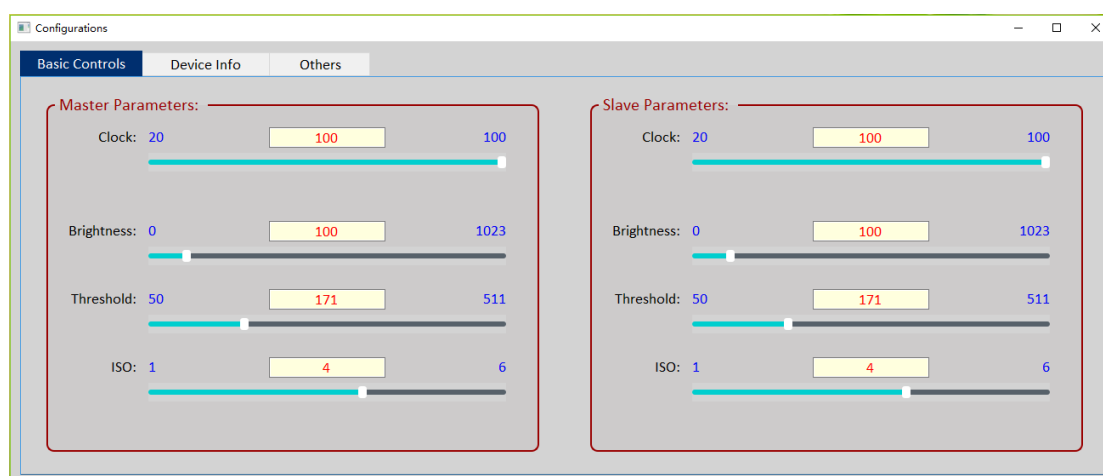 Configurations
Basic Controls Device Info Others
Master Parameters:
Clock: 20 100 100
Brightness: 0 100 1023
Threshold: 50 171 511
ISO: 1 4 6
Slave Parameters:
Clock: 20 100 100
Brightness: 0 100 1023
Threshold: 50 171 511
ISO: 1 4 6